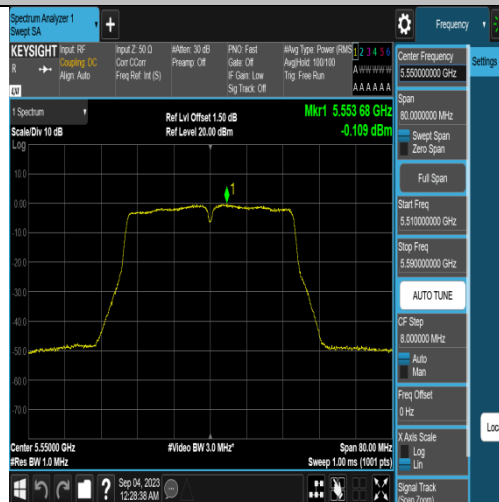 Spectrum Analyzer 1
Swept SA
Frequency
KEYSIGHT
R
LV
Input: RF
Coupling: DC
Align: Auto
Input Z: 50 Ω
Corr CCorr
Freq Ref: Int (S)
#Atten: 30 dB
Preamp: Off
PNO: Fast
Gate: Off
IF Gain: Low
Sig Track: Off
#Avg Type: Power (RMS
Avg|Hold: 100/100
Trig: Free Run
1 2 3 4 5 6
A W W W W W
A A A A A A
1 Spectrum
Scale/Div 10 dB
Ref Lvl Offset 1.50 dB
Ref Level 20.00 dBm
Mkr1 5.553 68 GHz
-0.109 dBm
Log
10.0
0.00
-10.0
-20.0
-30.0
-40.0
-50.0
-60.0
-70.0
1
Center 5.55000 GHz
#Res BW 1.0 MHz
#Video BW 3.0 MHz*
Span 80.00 MHz
Sweep 1.00 ms (1001 pts)
Sep 04, 2023
12:28:38 AM
Center Frequency
5.550000000 GHz
Settings
Span
80.0000000 MHz
Swept Span
Zero Span
Full Span
Start Freq
5.510000000 GHz
Stop Freq
5.590000000 GHz
AUTO TUNE
CF Step
8.000000 MHz
Auto
Man
Freq Offset
0 Hz
X Axis Scale
Log
Lin
Loca
Signal Track
(Span Zoom)